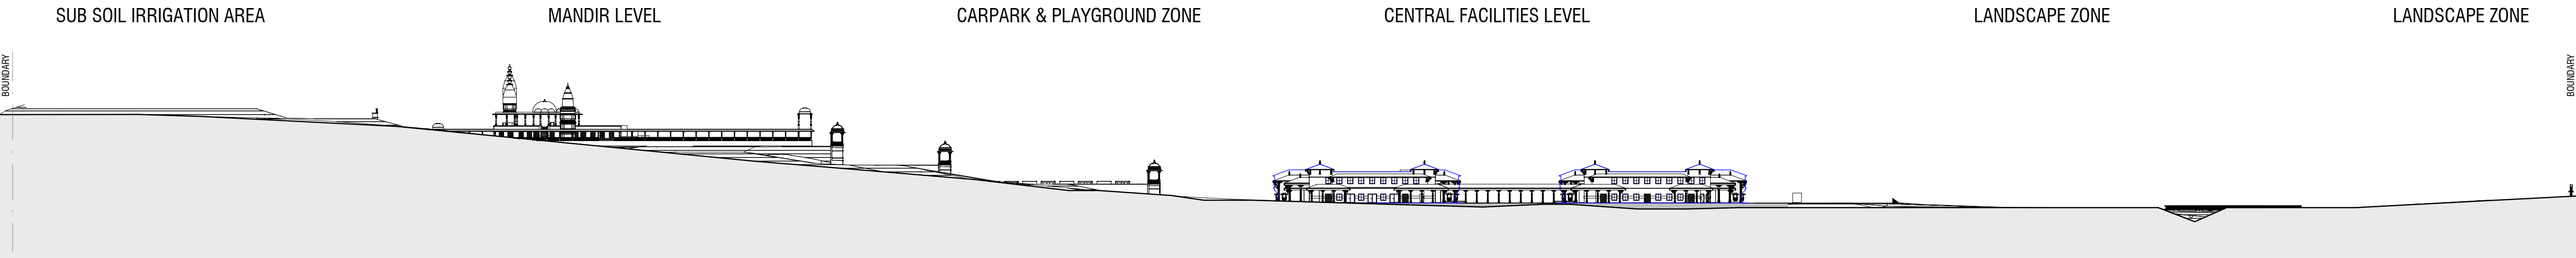 SUB SOIL IRRIGATION AREA
MANDIR LEVEL
CARPARK & PLAYGROUND ZONE
CENTRAL FACILITIES LEVEL
LANDSCAPE ZONE
LANDSCAPE ZONE
BOUNDARY
BOUNDARY